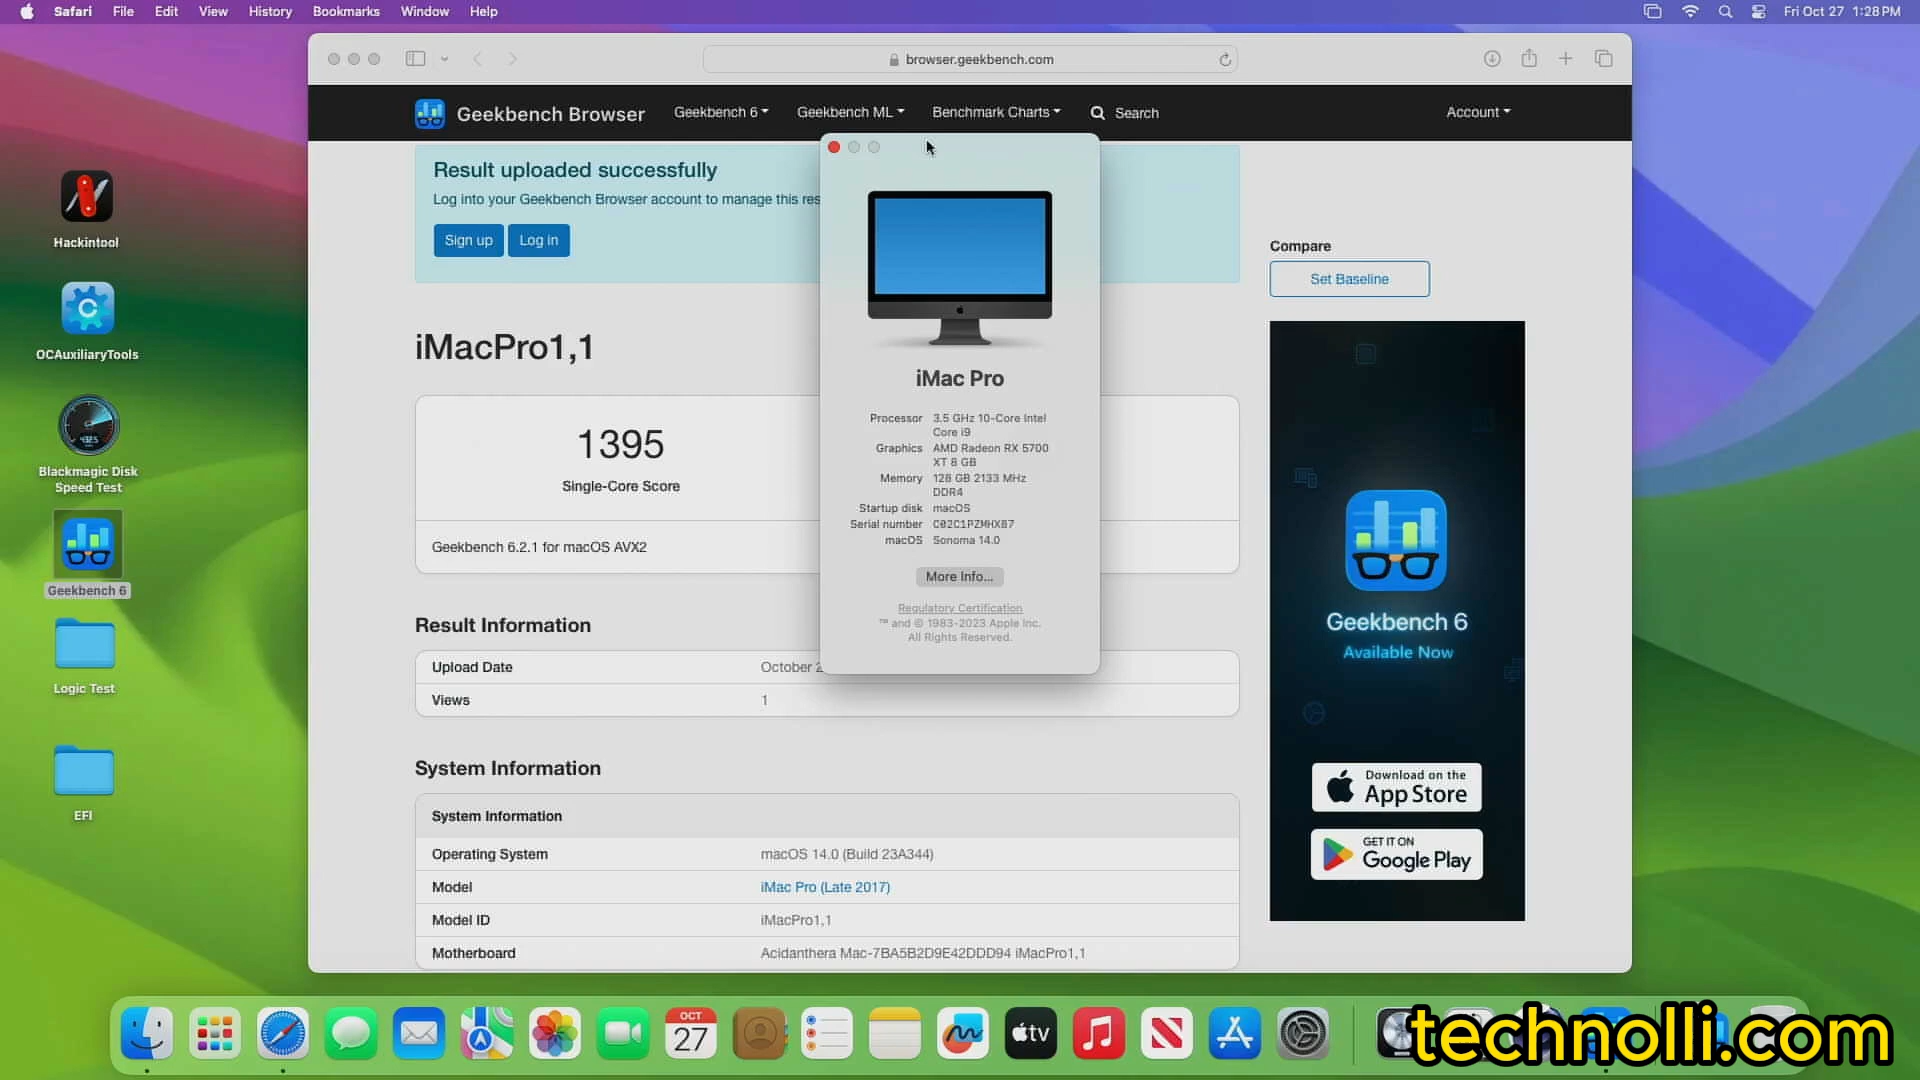 Safari File Edit View History Bookmarks Window Help
Fri Oct 27 1:28 PM
browser.geekbench.com
Geekbench Browser Geekbench 6 Geekbench ML Benchmark Charts Search Account
Result uploaded successfully
Log into your Geekbench Browser account to manage this res
Sign up Log in
Compare
Set Baseline
iMacPro1,1
1395
Single-Core Score
Geekbench 6.2.1 for macOS AVX2
Result Information
Upload Date October 2
Views 1
System Information
System Information
Operating System macOS 14.0 (Build 23A344)
Model iMac Pro (Late 2017)
Model ID iMacPro1,1
Motherboard Acidanthera Mac-7BA5B2D9E42DDD94 iMacPro1,1
iMac Pro
Processor 3.5 GHz 10-Core Intel
Core i9
Graphics AMD Radeon RX 5700
XT 8 GB
Memory 128 GB 2133 MHz
DDR4
Startup disk macOS
Serial number C02C1PZMHX87
macOS Sonoma 14.0
More Info...
Regulatory Certification
™ and © 1983-2023 Apple Inc.
All Rights Reserved.
Geekbench 6
Available Now
Download on the
App Store
GET IT ON
Google Play
Hackintool
OCAuxiliaryTools
432.5
Blackmagic Disk
Speed Test
Geekbench 6
Logic Test
EFI
OCT
27
tv
technolli.com